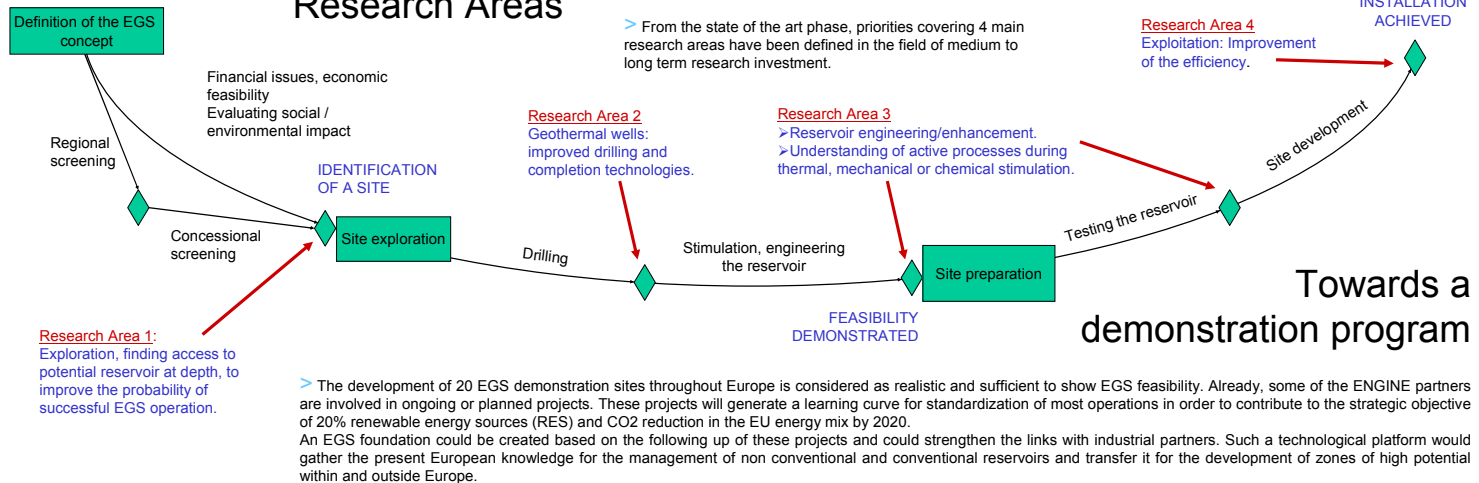 Research Areas
INSTALLATION
ACHIEVED
Definition of the EGS
concept
> From the state of the art phase, priorities covering 4 main
research areas have been defined in the field of medium to
long term research investment.
Research Area 4
Exploitation: Improvement
of the efficiency.
Financial issues, economic
feasibility
Evaluating social /
environmental impact
Research Area 2
Geothermal wells:
improved drilling and
completion technologies.
Research Area 3
➢Reservoir engineering/enhancement.
➢Understanding of active processes during
thermal, mechanical or chemical stimulation.
Regional
screening
IDENTIFICATION
OF A SITE
Site development
Concessional
screening
Site exploration
Drilling
Stimulation, engineering
the reservoir
Site preparation
Testing the reservoir
FEASIBILITY
DEMONSTRATED
Towards a
demonstration program
Research Area 1:
Exploration, finding access to
potential reservoir at depth, to
improve the probability of
successful EGS operation.
> The development of 20 EGS demonstration sites throughout Europe is considered as realistic and sufficient to show EGS feasibility. Already, some of the ENGINE partners
are involved in ongoing or planned projects. These projects will generate a learning curve for standardization of most operations in order to contribute to the strategic objective
of 20% renewable energy sources (RES) and CO2 reduction in the EU energy mix by 2020.
An EGS foundation could be created based on the following up of these projects and could strengthen the links with industrial partners. Such a technological platform would
gather the present European knowledge for the management of non conventional and conventional reservoirs and transfer it for the development of zones of high potential
within and outside Europe.